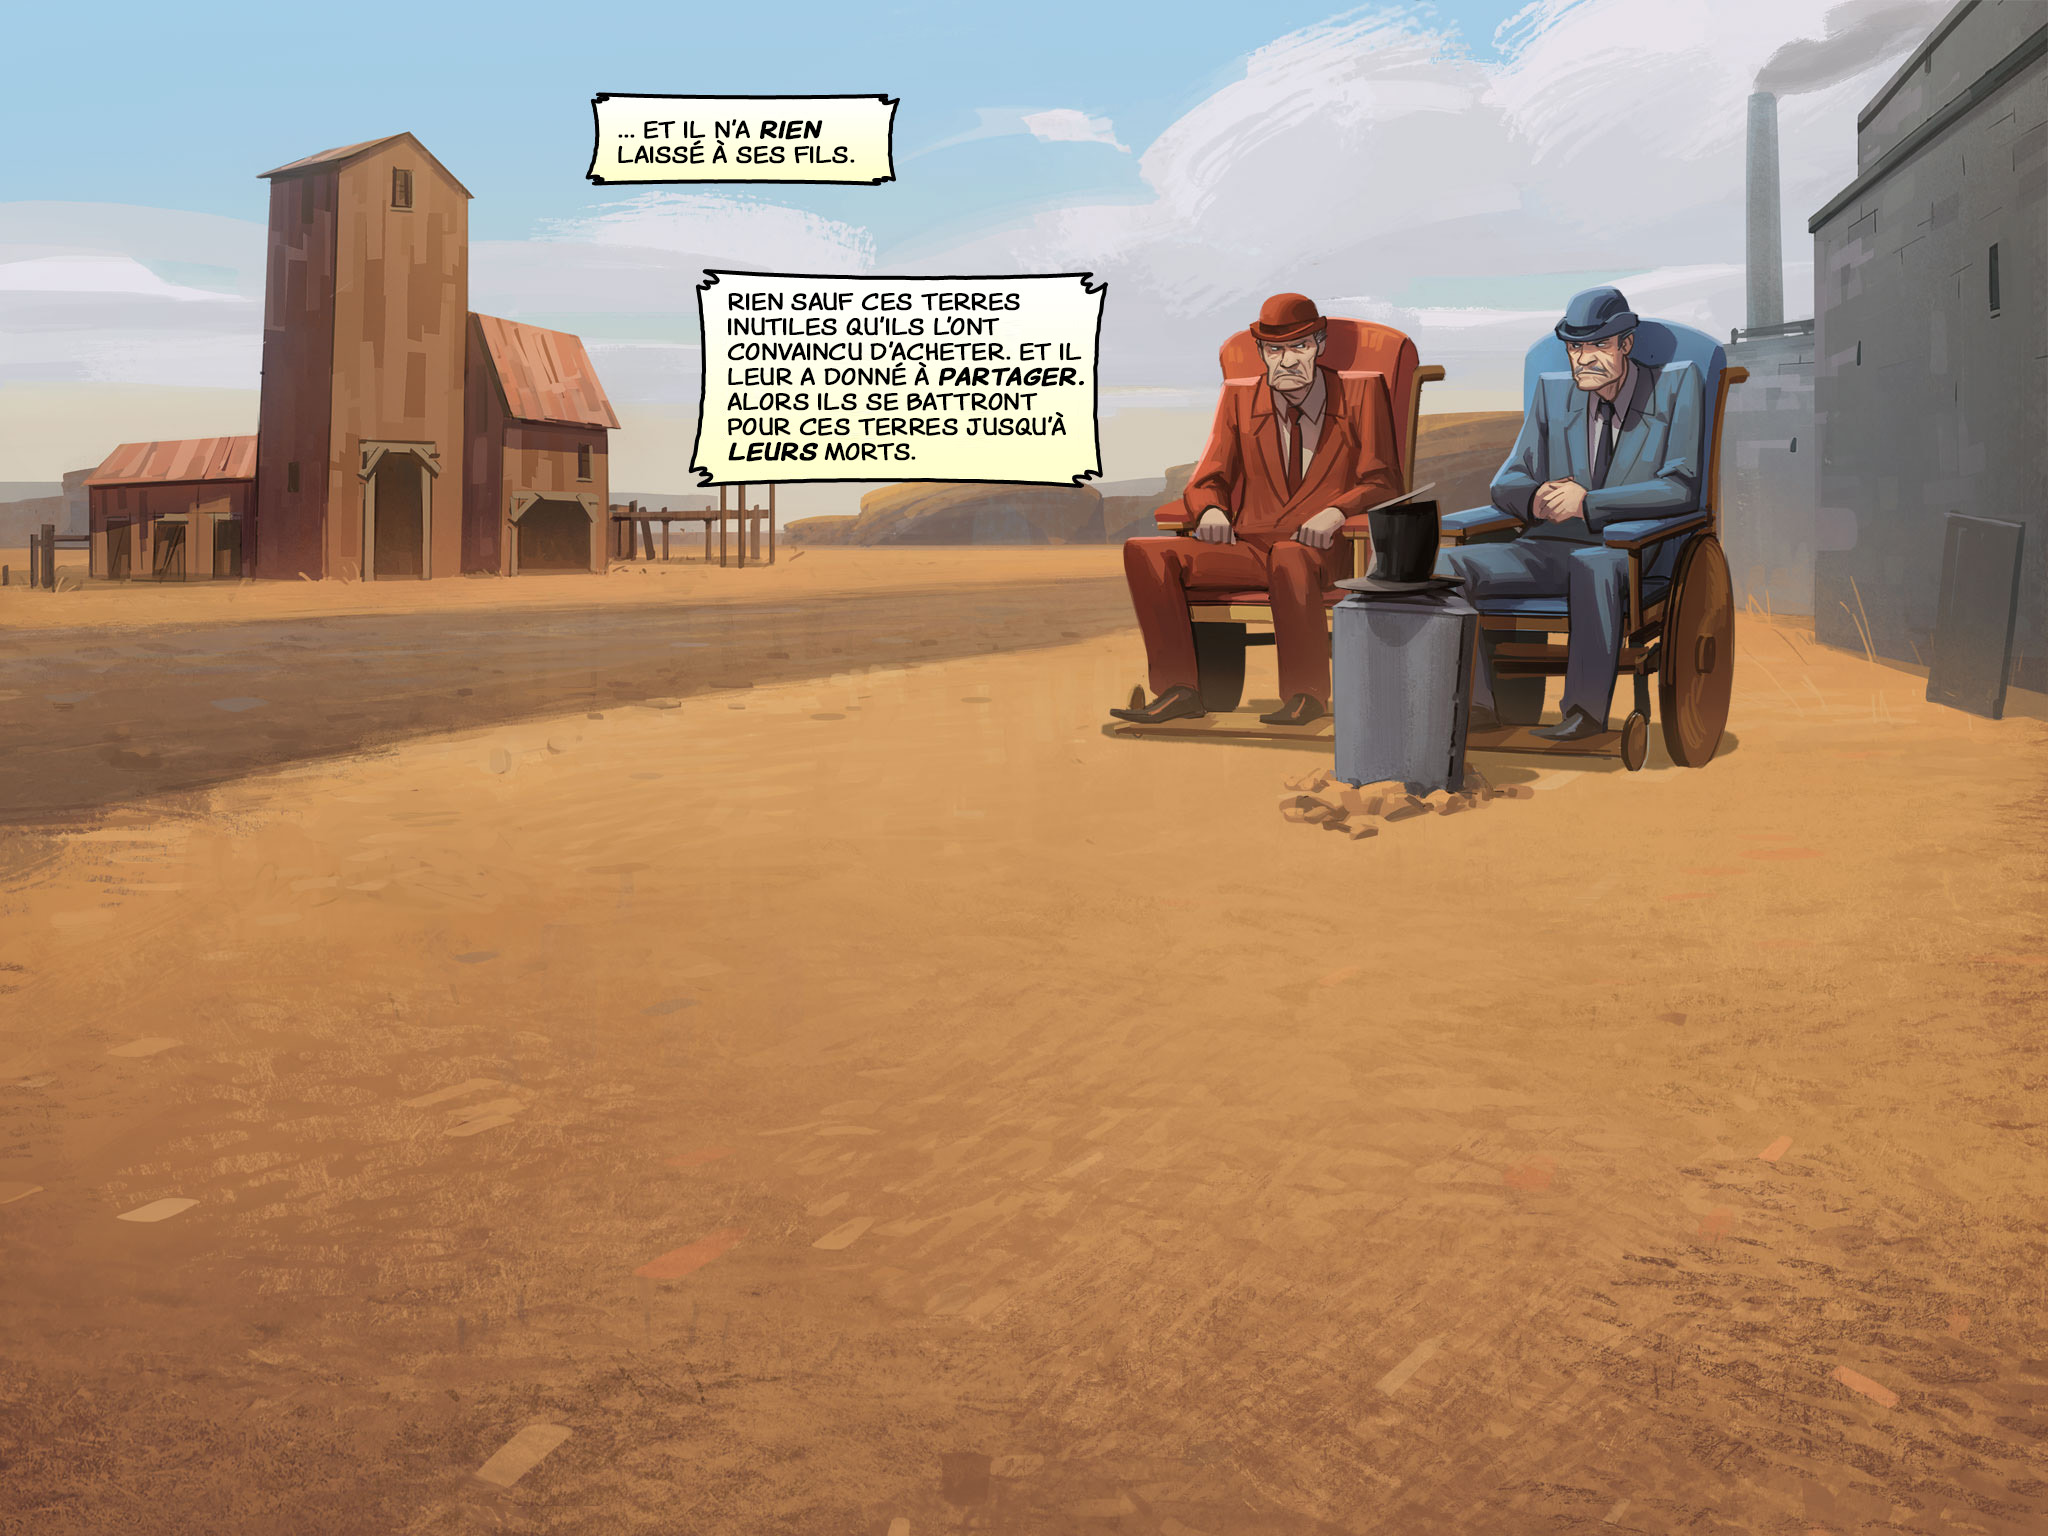 ... ET IL N'A RIEN
LAISSÉ À SES FILS.
RIEN SAUF CES TERRES
INUTILES QU'ILS L'ONT
CONVAINCU D'ACHETER. ET IL
LEUR A DONNÉ À PARTAGER.
ALORS ILS SE BATTRONT
POUR CES TERRES JUSQU'À
LEURS MORTS.